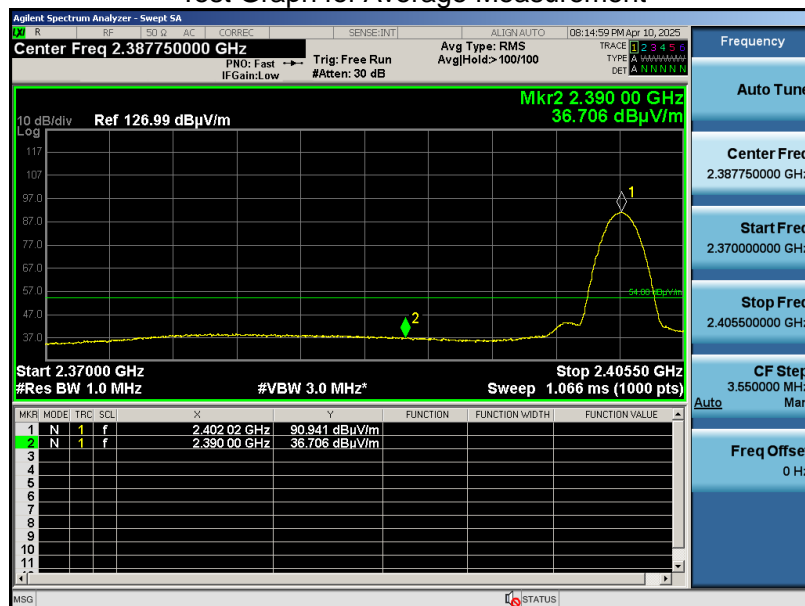 Test Graph for Average Measurement
Agilent Spectrum Analyzer - Swept SA
LXI R RF 50 Ω AC CORREC SENSE:INT ALIGN AUTO 08:14:59 PM Apr 10, 2025
Center Freq 2.387750000 GHz
PNO: Fast
IFGain:Low
Trig: Free Run
#Atten: 30 dB
Avg Type: RMS
Avg|Hold:>100/100
TRACE 1 2 3 4 5 6
TYPE A
DET A N N N N N
Mkr2 2.390 00 GHz
36.706 dBµV/m
10 dB/div Ref 126.99 dBµV/m
Log
117
107
97.0
87.0
77.0
67.0
57.0
47.0
37.0
1
2
54.00 dBµV/m
Start 2.37000 GHz Stop 2.40550 GHz
#Res BW 1.0 MHz #VBW 3.0 MHz* Sweep 1.066 ms (1000 pts)
MKR MODE TRC SCL X Y FUNCTION FUNCTION WIDTH FUNCTION VALUE
1 N 1 f 2.402 02 GHz 90.941 dBµV/m
2 N 1 f 2.390 00 GHz 36.706 dBµV/m
3
4
5
6
7
8
9
10
11
MSG STATUS
Frequency
Auto Tune
Center Freq
2.387750000 GHz
Start Freq
2.370000000 GHz
Stop Freq
2.405500000 GHz
CF Step
3.550000 MHz
Auto Man
Freq Offset
0 Hz